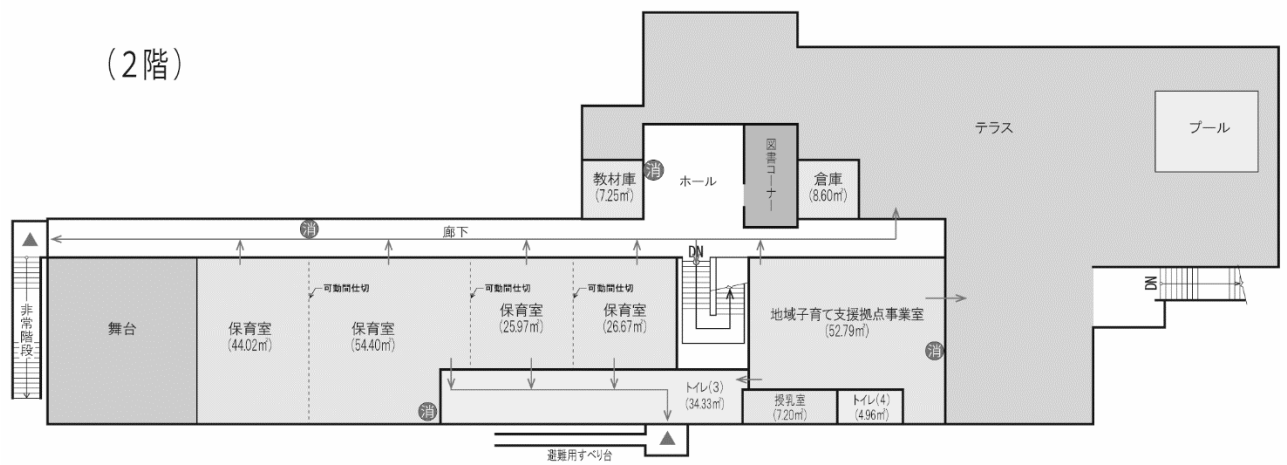 (2階)
テラス
プール
図書コーナー
教材庫
(7.25㎡)
消
ホール
倉庫
(8.60㎡)
消
廊下
DN
DN
非常階段
舞台
保育室
(44.02㎡)
可動間仕切
保育室
(54.40㎡)
可動間仕切
保育室
(25.97㎡)
可動間仕切
保育室
(26.67㎡)
地域子育て支援拠点事業室
(52.79㎡)
消
トイレ(3)
(34.33㎡)
授乳室
(7.20㎡)
トイレ(4)
(4.96㎡)
消
避難用すべり台